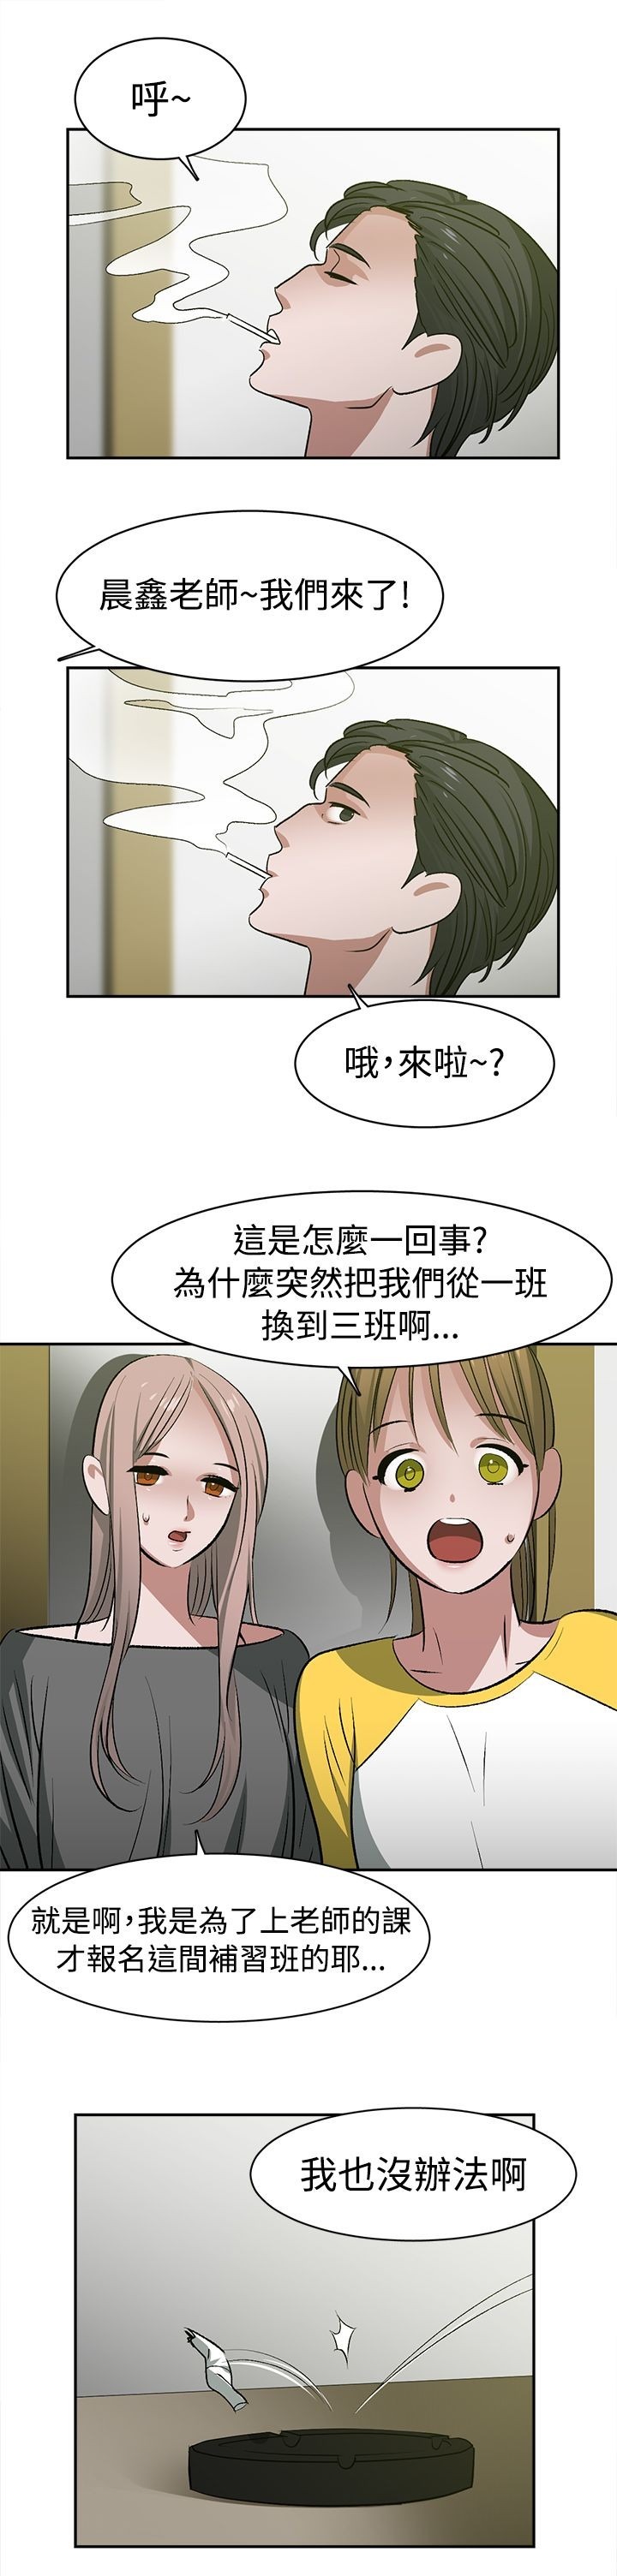 呼~
晨鑫老師~我們來了!
哦，來啦~?
這是怎麼一回事?
為什麼突然把我們從一班
換到三班啊...
就是啊，我是為了上老師的課
才報名這間補習班的耶...
我也沒辦法啊